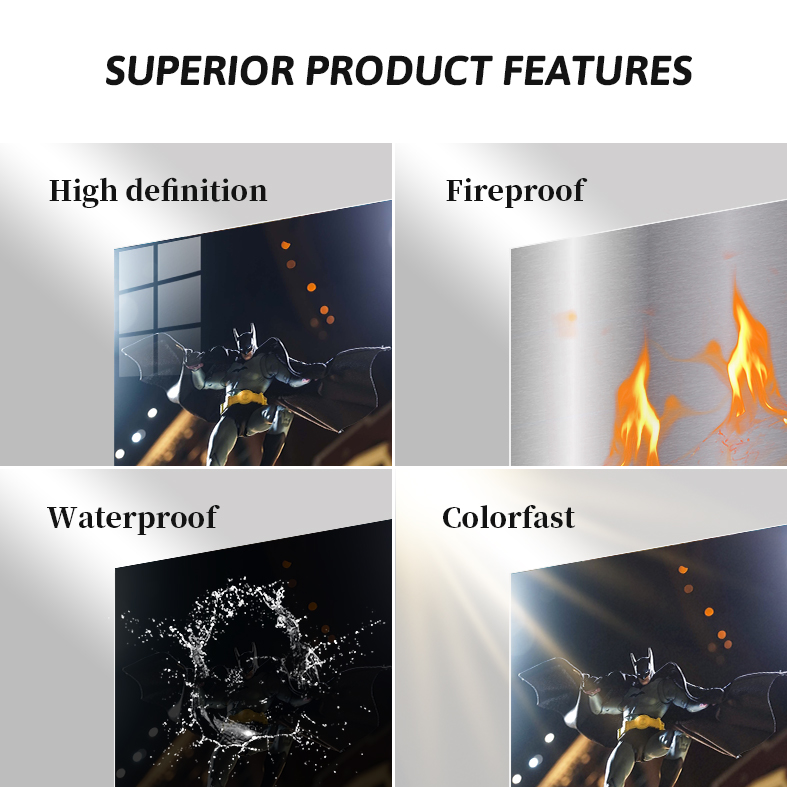 SUPERIOR PRODUCT FEATURES
High definition
Fireproof
Waterproof
Colorfast